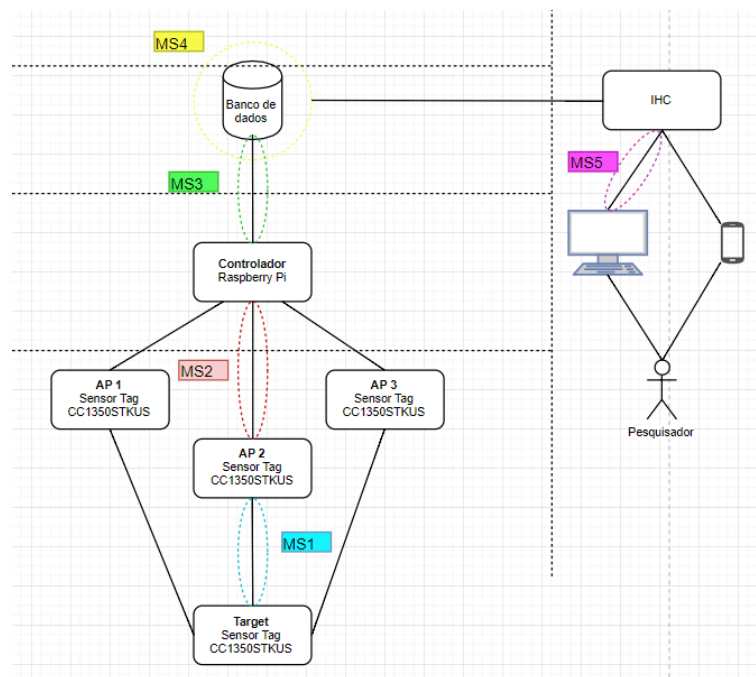 MS4
Banco de
dados
IHC
MS5
MS3
Controlador
Raspberry Pi
MS2
AP 1
Sensor Tag
CC1350STKUS
AP 3
Sensor Tag
CC1350STKUS
Pesquisador
AP 2
Sensor Tag
CC1350STKUS
MS1
Target
Sensor Tag
CC1350STKUS